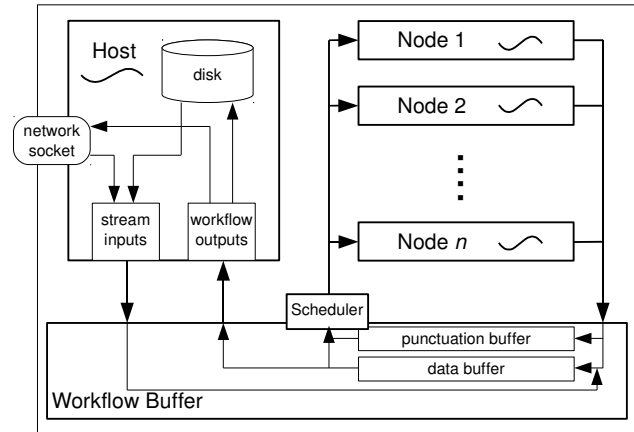 Host
disk
network
socket
stream
inputs
workflow
outputs
Node 1
Node 2
Node n
Scheduler
punctuation buffer
data buffer
Workflow Buffer